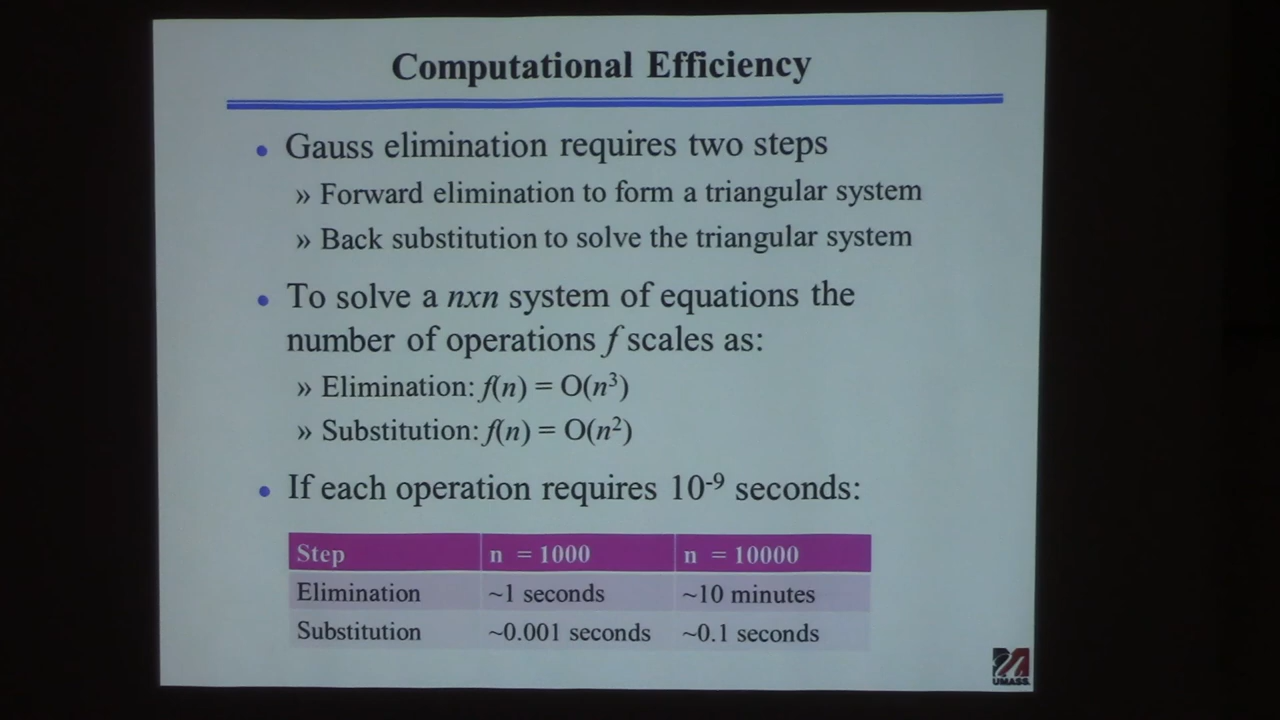 Computational Efficiency
• Gauss elimination requires two steps
» Forward elimination to form a triangular system
» Back substitution to solve the triangular system
• To solve a nxn system of equations the
number of operations f scales as:
» Elimination: f(n) = O(n³)
» Substitution: f(n) = O(n²)
• If each operation requires 10⁻⁹ seconds:
Step n = 1000 n = 10000
Elimination ~1 seconds ~10 minutes
Substitution ~0.001 seconds ~0.1 seconds
UMASS